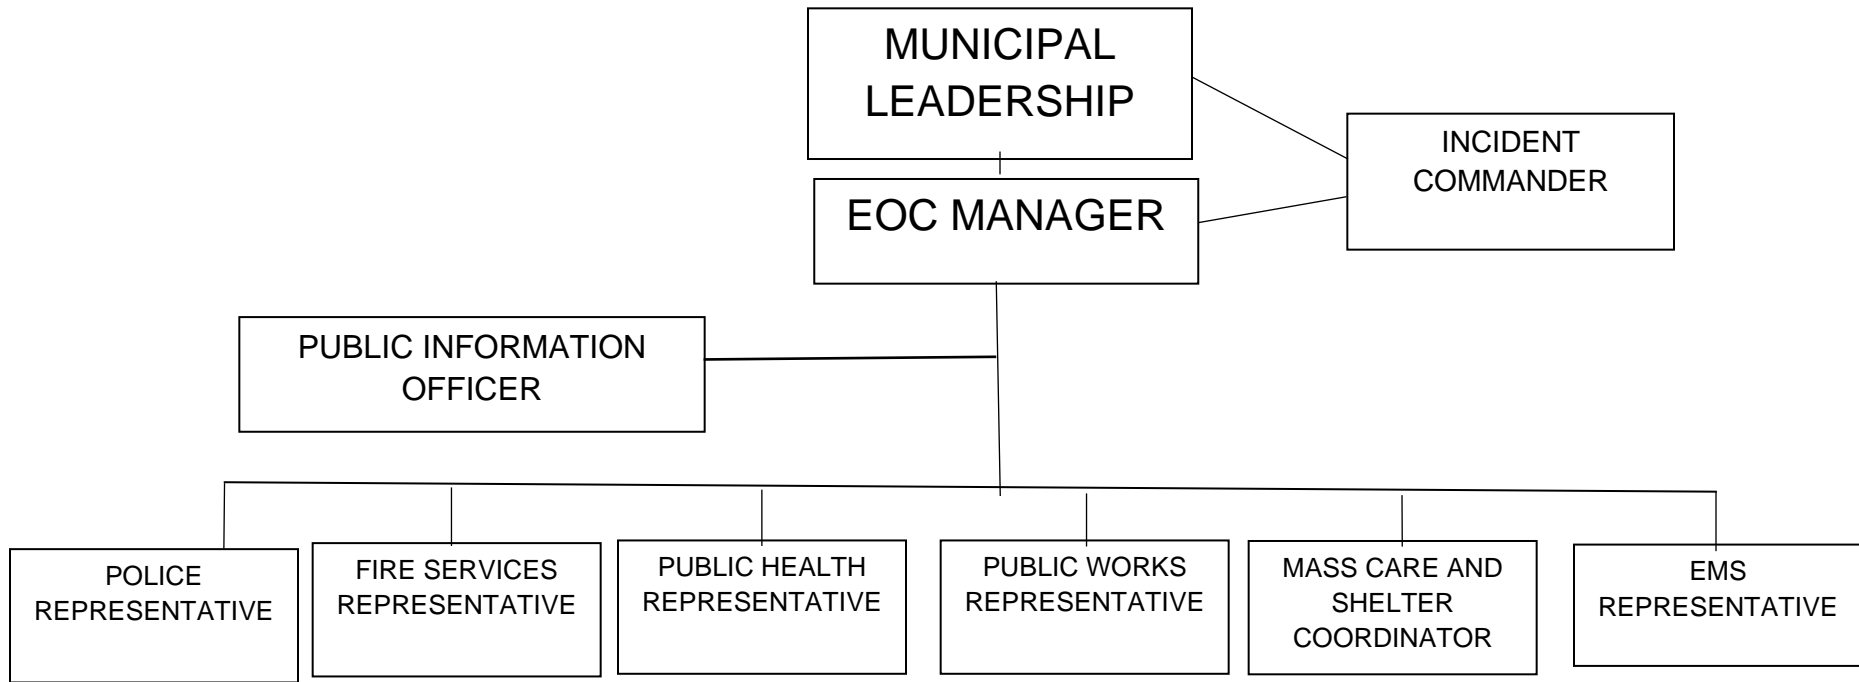 MUNICIPAL
LEADERSHIP
INCIDENT
COMMANDER
EOC MANAGER
PUBLIC INFORMATION
OFFICER
POLICE
REPRESENTATIVE
FIRE SERVICES
REPRESENTATIVE
PUBLIC HEALTH
REPRESENTATIVE
PUBLIC WORKS
REPRESENTATIVE
MASS CARE AND
SHELTER
COORDINATOR
EMS
REPRESENTATIVE